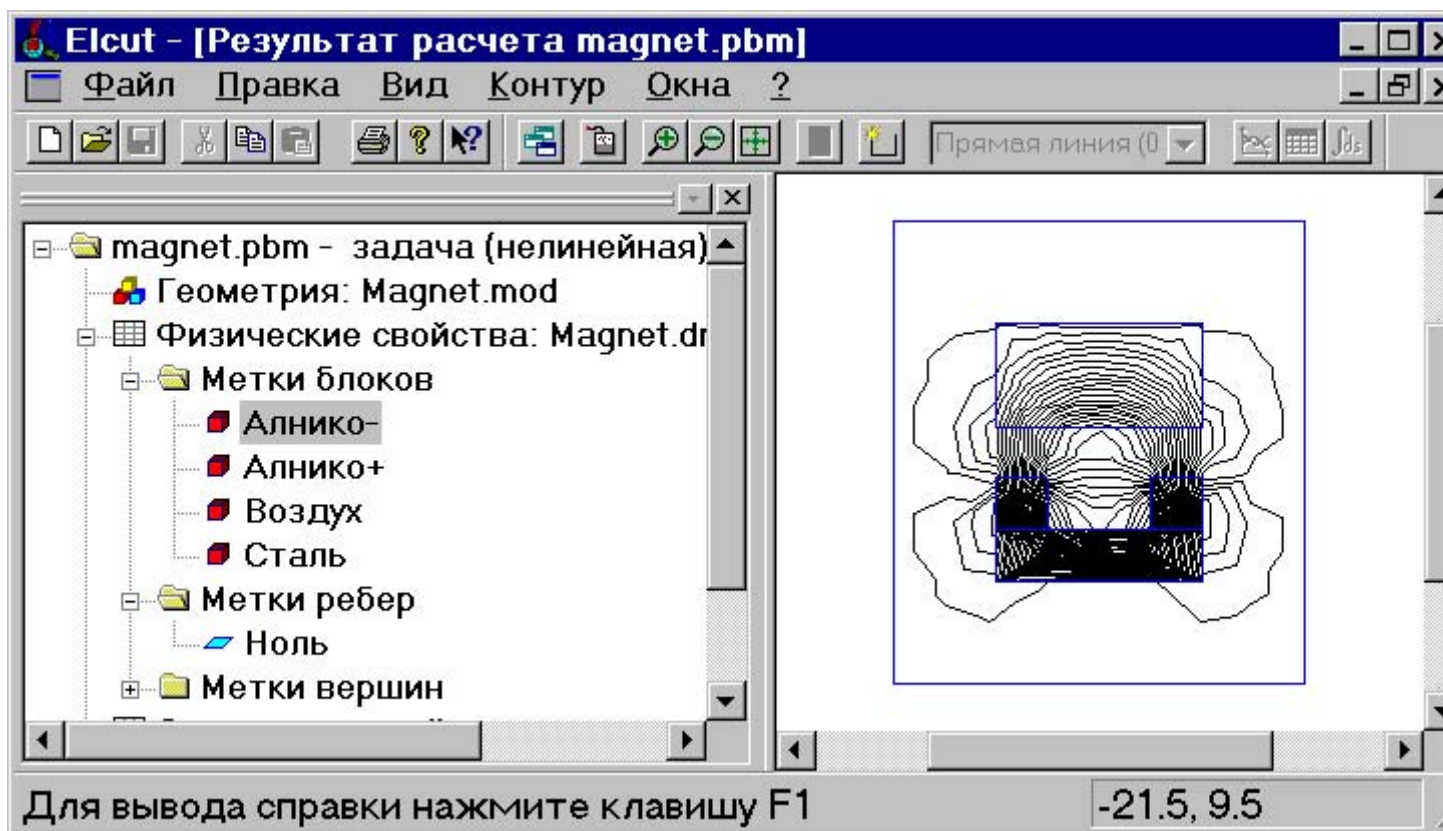 Elcut - [Результат расчета magnet.pbm]
Файл Правка Вид Контур Окна ?
Прямая линия (0
magnet.pbm - задача (нелинейная)
Геометрия: Magnet.mod
Физические свойства: Magnet.dr
Метки блоков
Алнико-
Алнико+
Воздух
Сталь
Метки ребер
Ноль
Метки вершин
Для вывода справки нажмите клавишу F1
-21.5, 9.5